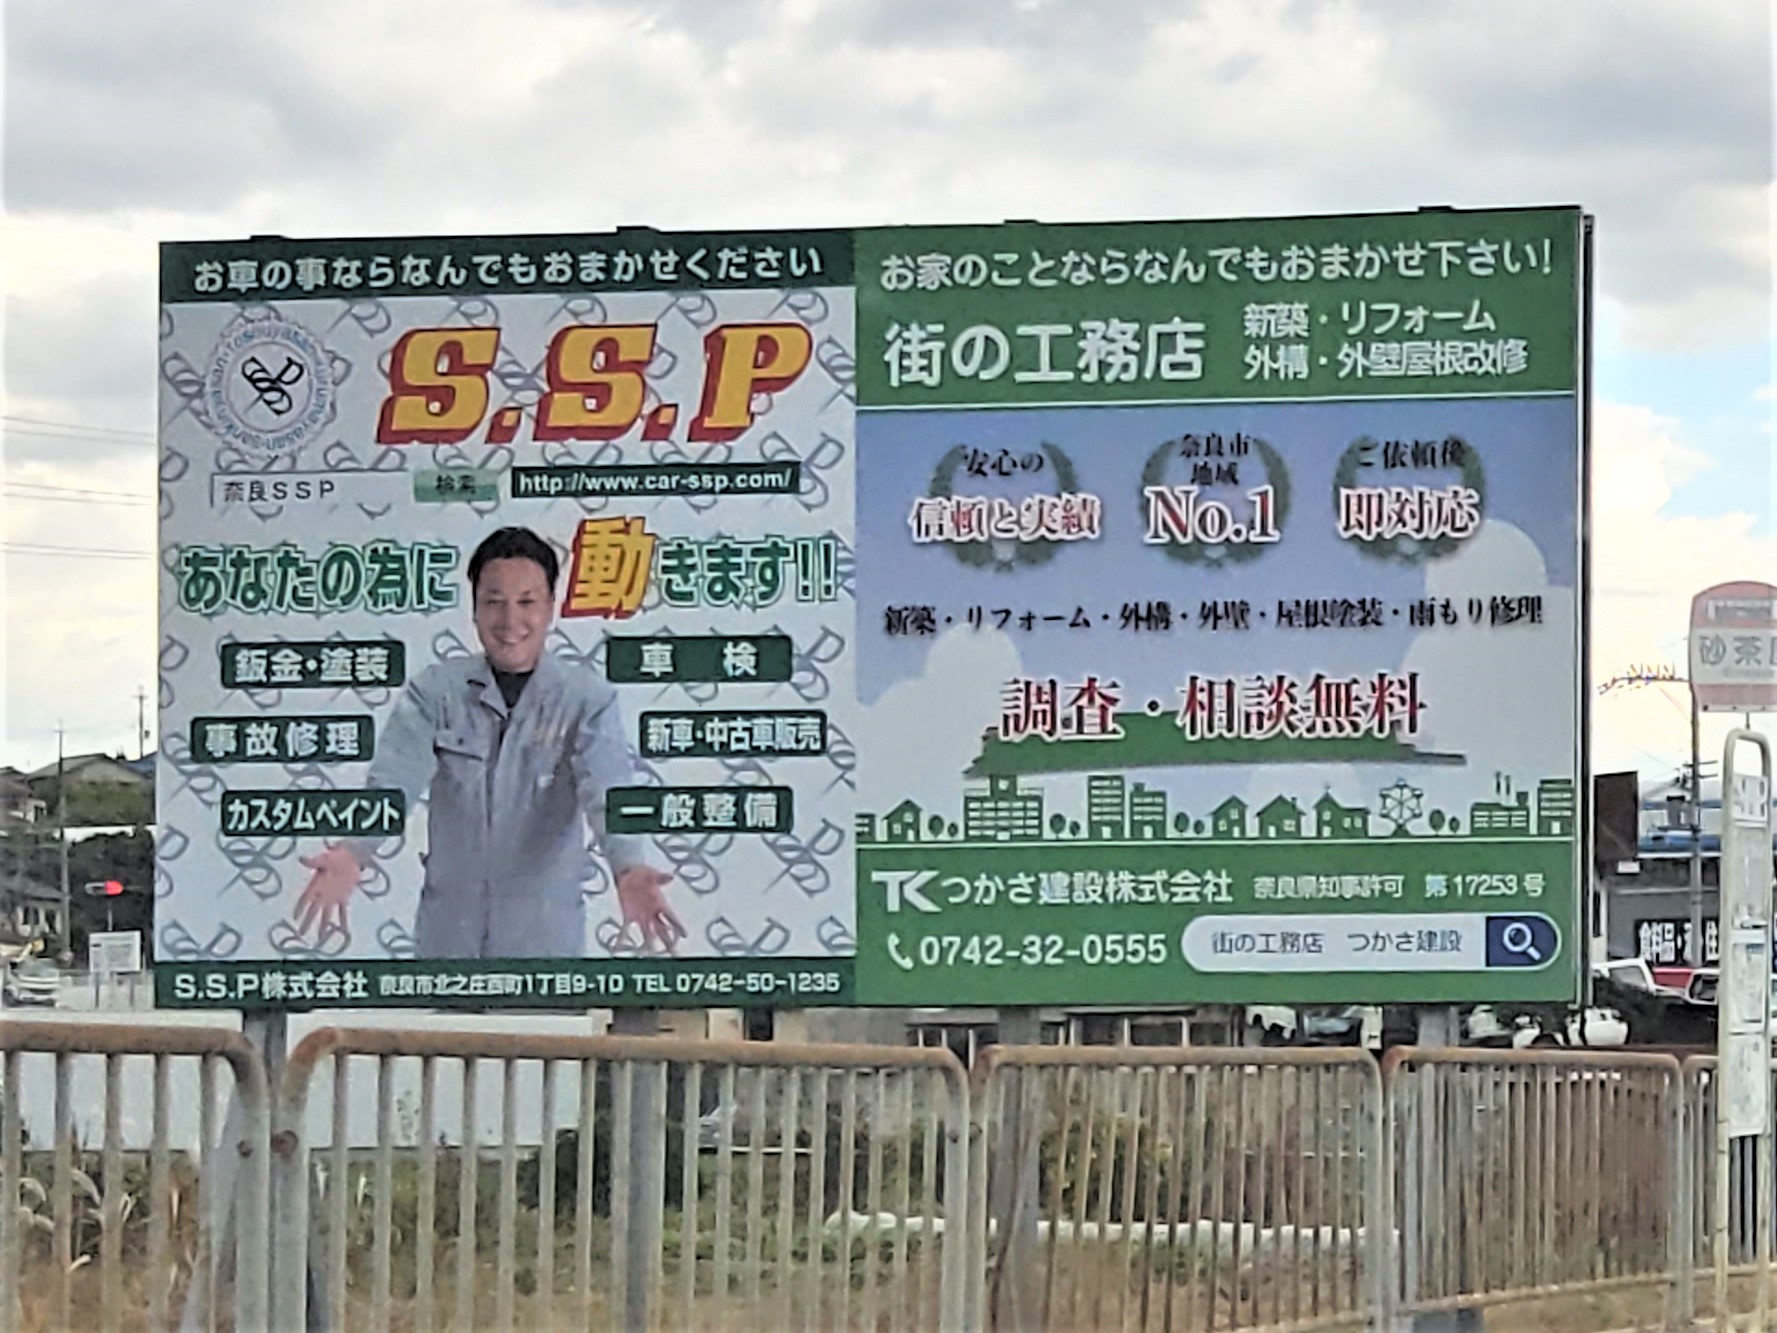 お車の事ならなんでもおまかせください
S.S.P
奈良SSP 検索 http://www.car-ssp.com/
あなたの為に動きます!!
鈑金・塗装
車 検
事故修理
新車・中古車販売
カスタムペイント
一般整備
S.S.P株式会社 奈良市北之庄西町1丁目9-10 TEL 0742-50-1235
お家のことならなんでもおまかせ下さい!
街の工務店
新築・リフォーム
外構・外壁屋根改修
安心の
信頼と実績
奈良市
地域
No.1
ご依頼後
即対応
新築・リフォーム・外構・外壁・屋根塗装・雨もり修理
調査・相談無料
TK つかさ建設株式会社 奈良県知事許可 第17253号
0742-32-0555 街の工務店 つかさ建設
砂茶屋